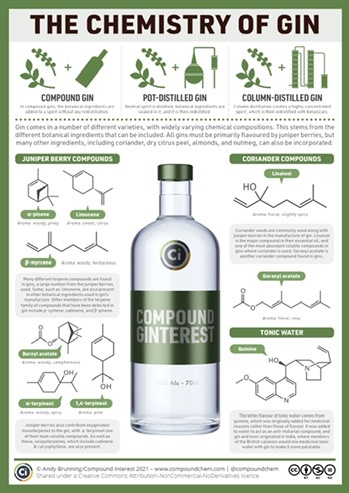 THE CHEMISTRY OF GIN
COMPOUND GIN
In compound gins, the botanical ingredients are
added to a spirit without any redistillation.
POT-DISTILLED GIN
Neutral spirit is distilled, botanical ingredients are
soaked in it, and it is then redistilled.
COLUMN-DISTILLED GIN
Column distillation creates a highly concentrated
spirit, which is then redistilled with botanicals.
Gin comes in a number of different varieties, with widely varying chemical compositions. This stems from the
different botanical ingredients that can be included. All gins must be primarily flavoured by juniper berries, but
many other ingredients, including coriander, dry citrus peel, almonds, and nutmeg, can also be incorporated.
JUNIPER BERRY COMPOUNDS
α-pinene
Aroma: woody, piney
Limonene
Aroma: sweet, citrus
β-myrcene
Aroma: woody, herbaceous
Many different terpene compounds are found
in gins, a large number from the juniper berries
used. Some, such as limonene, are also present
in other botanical ingredients used in gin's
manufacture. Other members of the terpene
family of compounds that have been detected in
gin include p-cymene, sabinene, and β-pinene.
Bornyl acetate
Aroma: woody, camphoraceous
α-terpineol
Aroma: pine, lilac
1,4-terpineol
Aroma: pine
Juniper berries also contribute oxygenated
monoterpenes to the gin, with α-terpineol one
of their main volatile compounds. As well as
these, sesquiterpenes, which include cadinene
& caryophyllene, are also present.
Ci
COMPOUND
GINTEREST
Alc • 70cl
CORIANDER COMPOUNDS
Linalool
HO
Aroma: floral, slightly spicy
Coriander seeds are commonly used along with
juniper berries in the manufacture of gin. Linalool
is the major compound in their essential oil, and
one of the most abundant volatile compounds in
gins where coriander is used. Geranyl acetate is
another coriander compound found in gins.
Geranyl acetate
Aroma: floral, rosy
TONIC WATER
Quinine
The bitter flavour of tonic water comes from
quinine, which was originally added for medicinal
reasons rather than those of flavour. It was added
to water to act as an anti-malarial compound, and
gin and tonic originated in India, where members
of the British colonies would mix medicinal tonic
water with gin to make it more palatable.
Ci
© Andy Brunning/Compound Interest 2021 – www.compoundchem.com | @compoundchem
Shared under a Creative Commons Attribution-NonCommercial-NoDerivatives licence.
CC BY NC ND